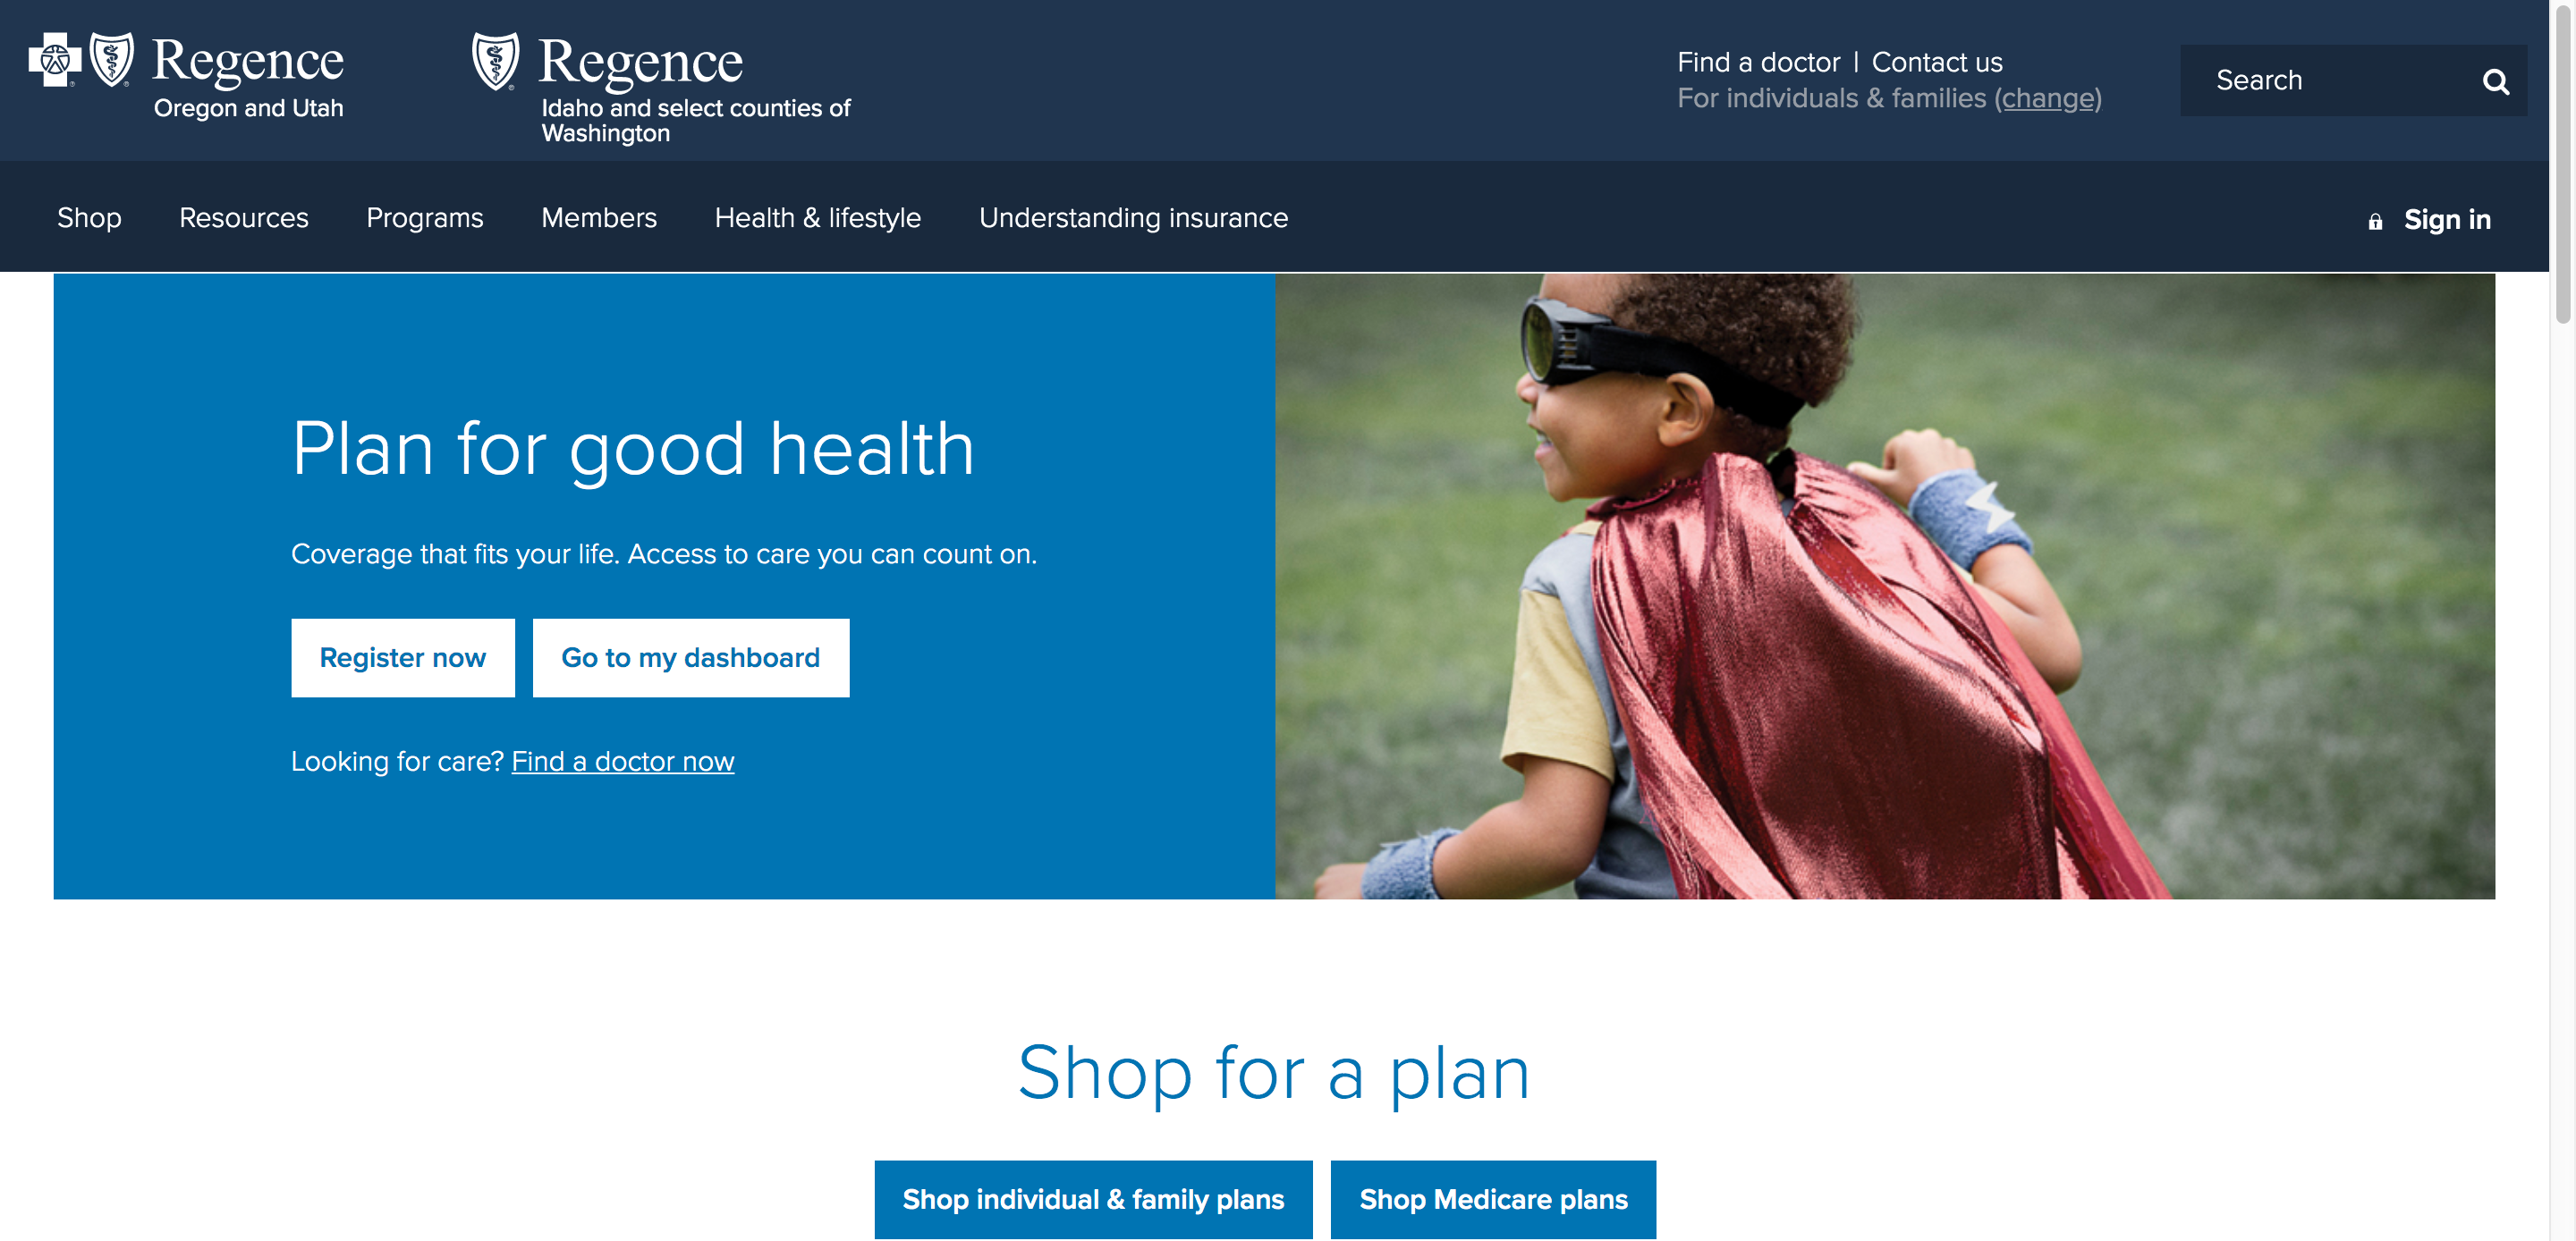 Regence
Oregon and Utah
Regence
Idaho and select counties of
Washington
Find a doctor | Contact us
For individuals & families (change)
Search
Shop
Resources
Programs
Members
Health & lifestyle
Understanding insurance
Sign in
Plan for good health
Coverage that fits your life. Access to care you can count on.
Register now
Go to my dashboard
Looking for care? Find a doctor now
Shop for a plan
Shop individual & family plans
Shop Medicare plans